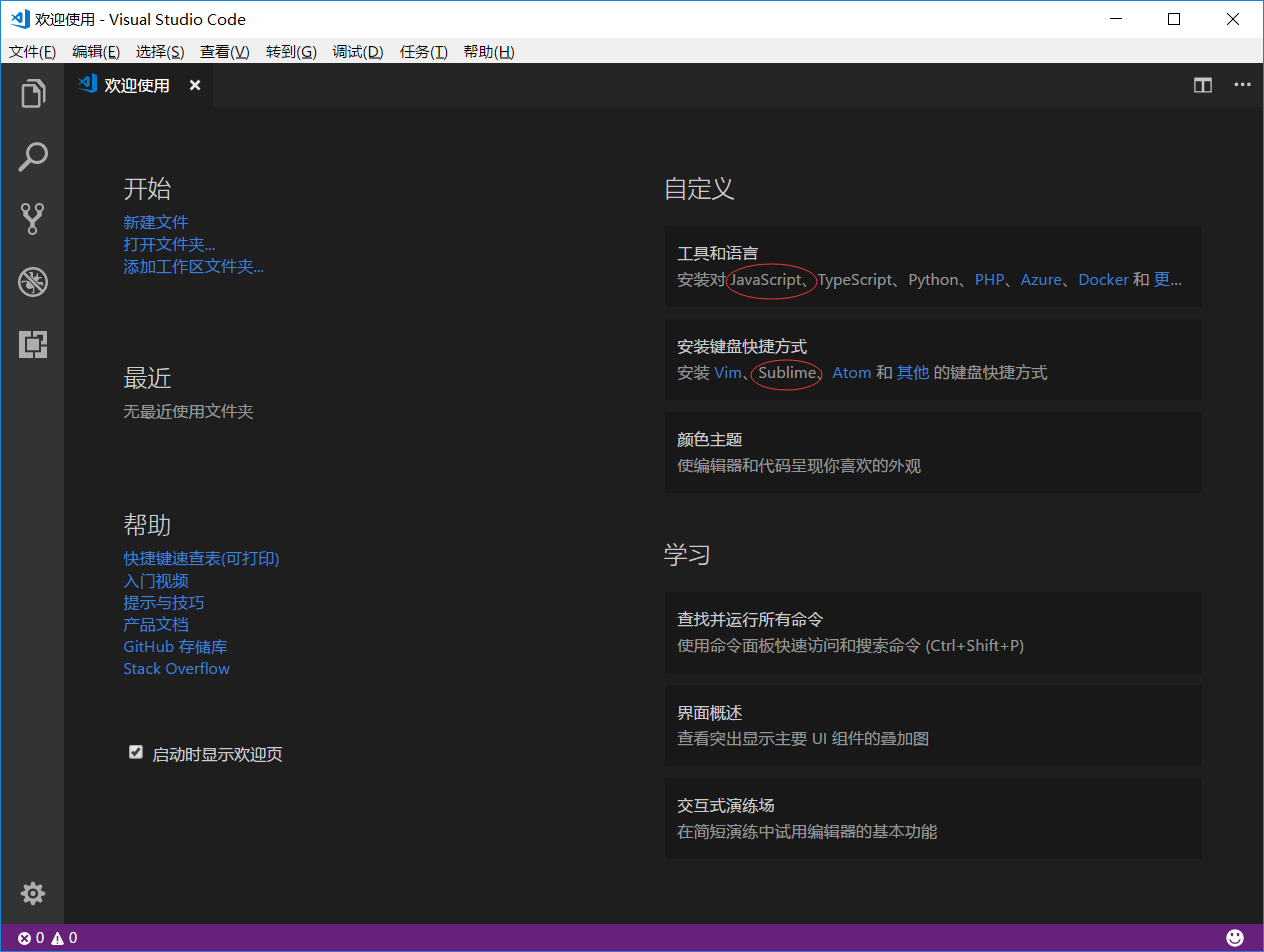 欢迎使用 - Visual Studio Code
文件(F) 编辑(E) 选择(S) 查看(V) 转到(G) 调试(D) 任务(T) 帮助(H)
欢迎使用
开始
新建文件
打开文件夹...
添加工作区文件夹...
最近
无最近使用文件夹
帮助
快捷键速查表(可打印)
入门视频
提示与技巧
产品文档
GitHub 存储库
Stack Overflow
启动时显示欢迎页
自定义
工具和语言
安装对 JavaScript、TypeScript、Python、PHP、Azure、Docker 和 更...
安装键盘快捷方式
安装 Vim、Sublime、Atom 和 其他 的键盘快捷方式
颜色主题
使编辑器和代码呈现你喜欢的外观
学习
查找并运行所有命令
使用命令面板快速访问和搜索命令 (Ctrl+Shift+P)
界面概述
查看突出显示主要 UI 组件的叠加图
交互式演练场
在简短演练中试用编辑器的基本功能
0 0